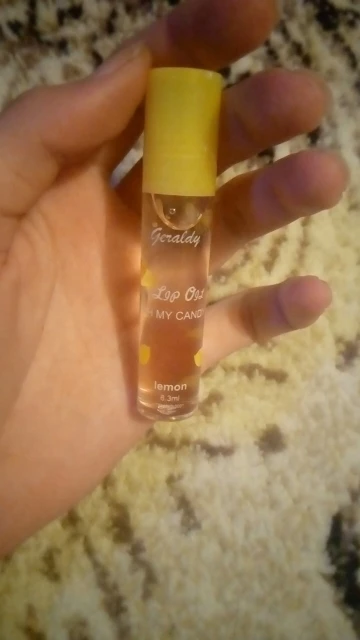 Geraldy
Lip Oil
H MY CANDY
lemon
6.3ml